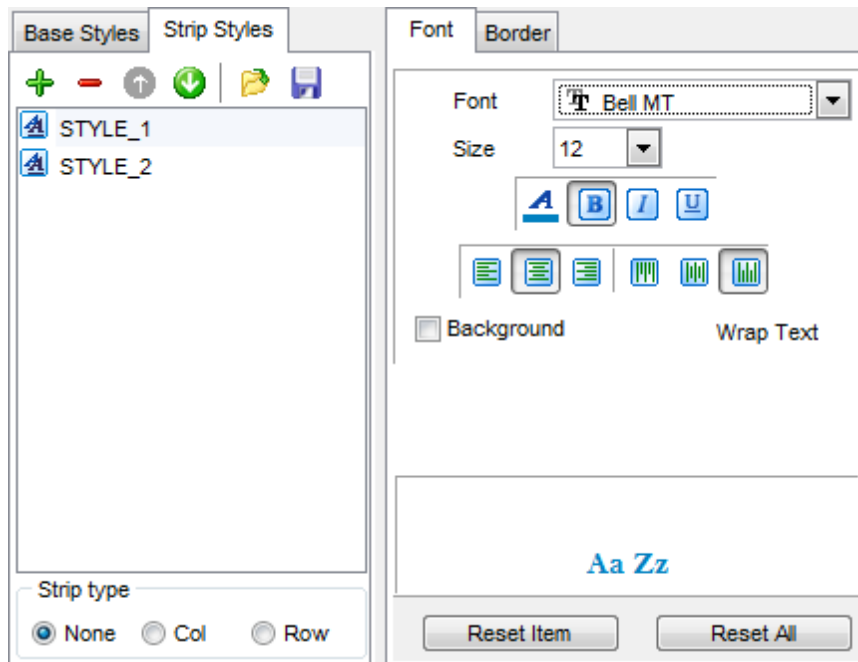 Base Styles
Strip Styles
STYLE_1
STYLE_2
Strip type
None
Col
Row
Font
Border
Font
Bell MT
Size
12
A
B
I
U
Background
Wrap Text
Aa Zz
Reset Item
Reset All